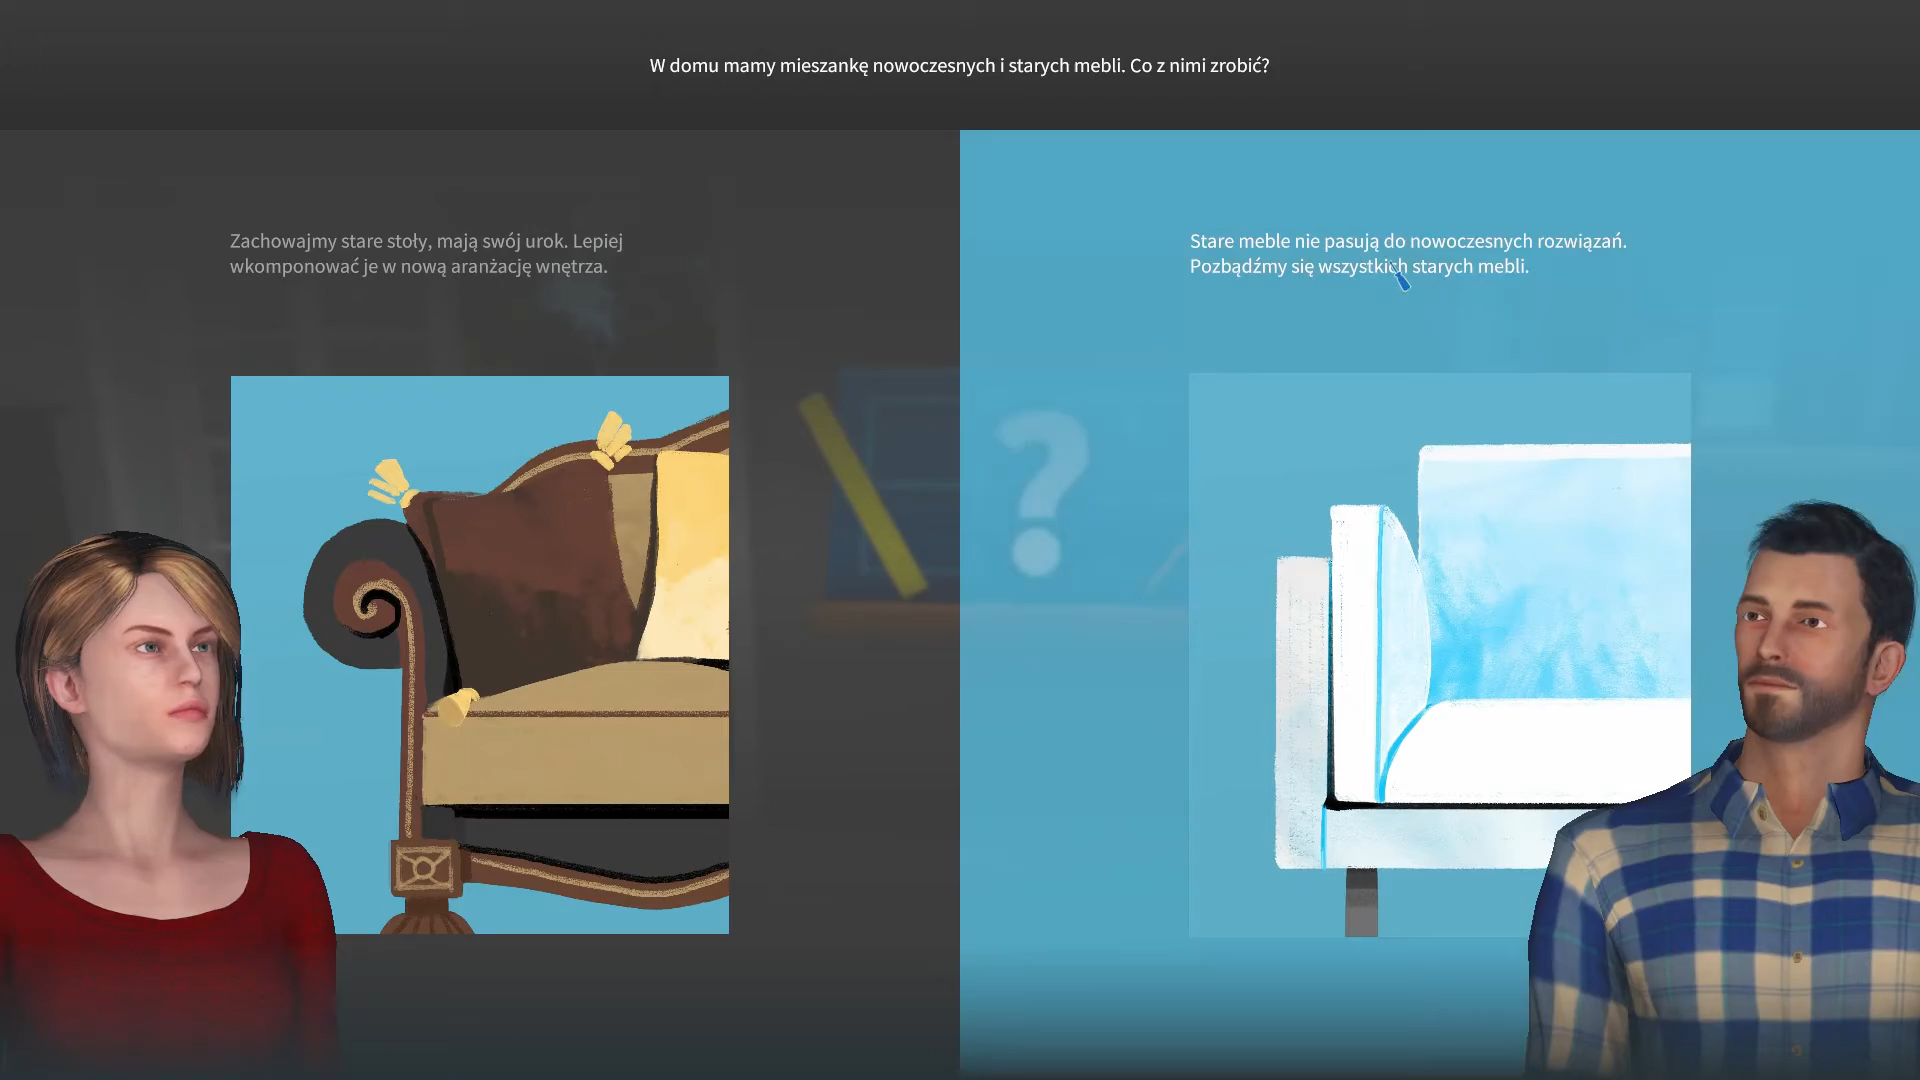 W domu mamy mieszankę nowoczesnych i starych mebli. Co z nimi zrobić?
Zachowajmy stare stoły, mają swój urok. Lepiej
wkomponować je w nową aranżację wnętrza.
Stare meble nie pasują do nowoczesnych rozwiązań.
Pozbądźmy się wszystkich starych mebli.
?